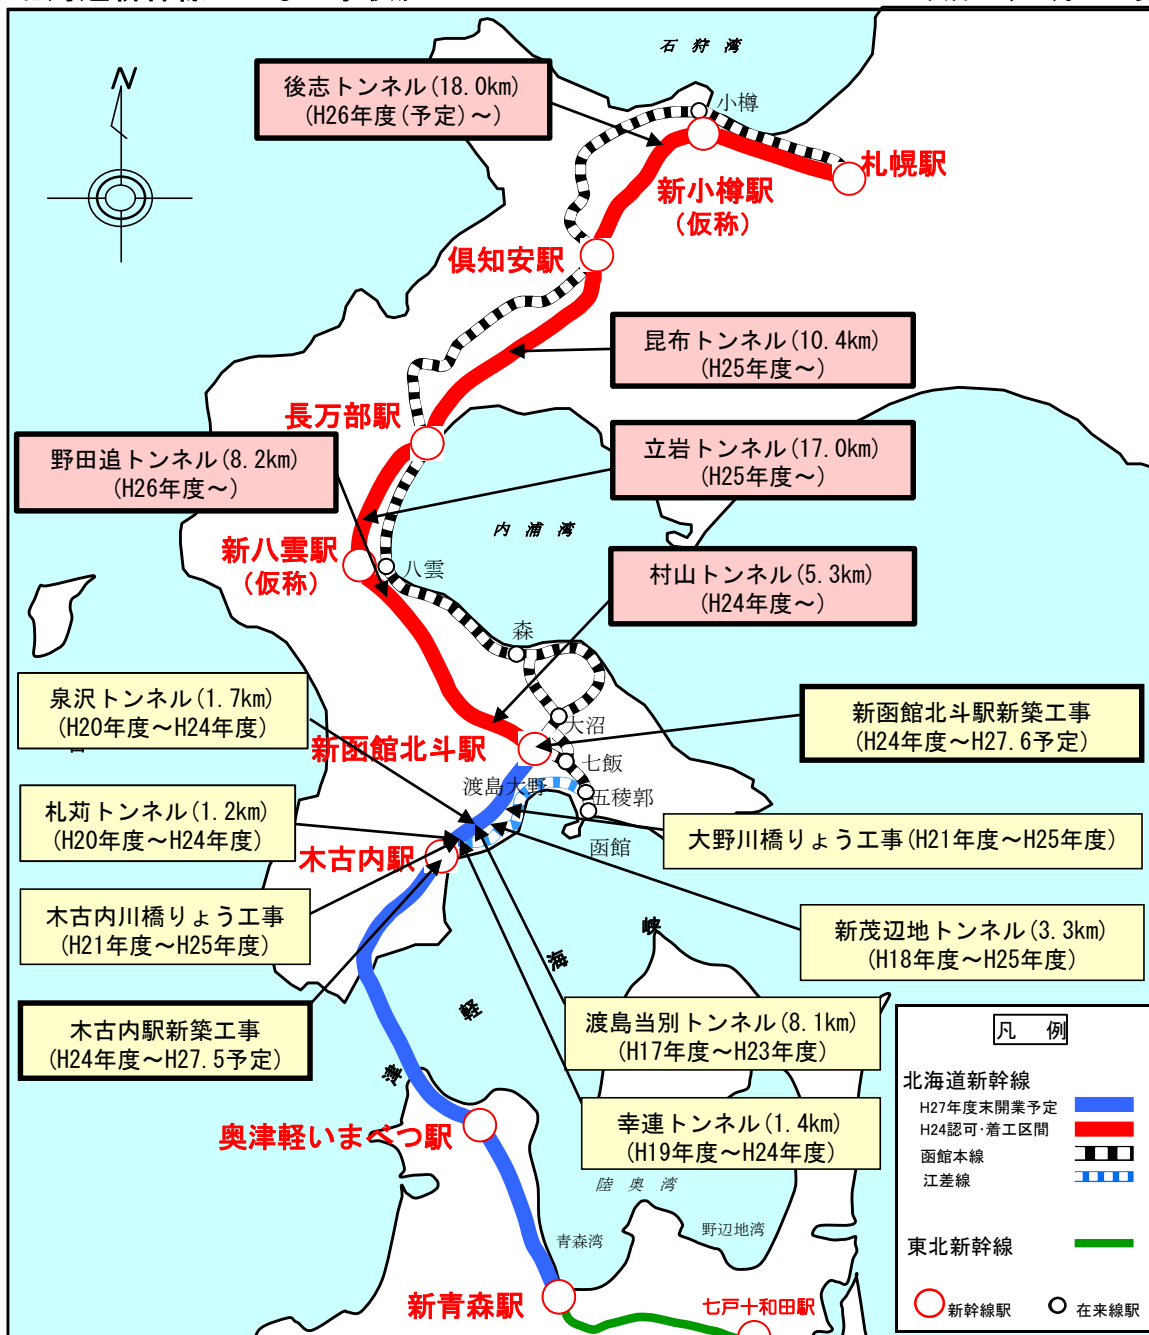 N
石狩湾
後志トンネル(18.0km)
(H26年度(予定)～)
小樽
札幌駅
新小樽駅
(仮称)
倶知安駅
昆布トンネル(10.4km)
(H25年度～)
長万部駅
野田追トンネル(8.2km)
(H26年度～)
立岩トンネル(17.0km)
(H25年度～)
内浦湾
新八雲駅
(仮称)
八雲
村山トンネル(5.3km)
(H24年度～)
森
泉沢トンネル(1.7km)
(H20年度～H24年度)
新函館北斗駅新築工事
(H24年度～H27.6予定)
大沼
新函館北斗駅
七飯
渡島大野
五稜郭
札苅トンネル(1.2km)
(H20年度～H24年度)
函館
大野川橋りょう工事(H21年度～H25年度)
木古内駅
木古内川橋りょう工事
(H21年度～H25年度)
新茂辺地トンネル(3.3km)
(H18年度～H25年度)
津軽海峡
木古内駅新築工事
(H24年度～H27.5予定)
渡島当別トンネル(8.1km)
(H17年度～H23年度)
幸連トンネル(1.4km)
(H19年度～H24年度)
奥津軽いまべつ駅
陸奥湾
野辺地湾
青森湾
新青森駅
七戸十和田駅
凡例
北海道新幹線
H27年度末開業予定
H24認可・着工区間
函館本線
江差線
東北新幹線
新幹線駅
在来線駅